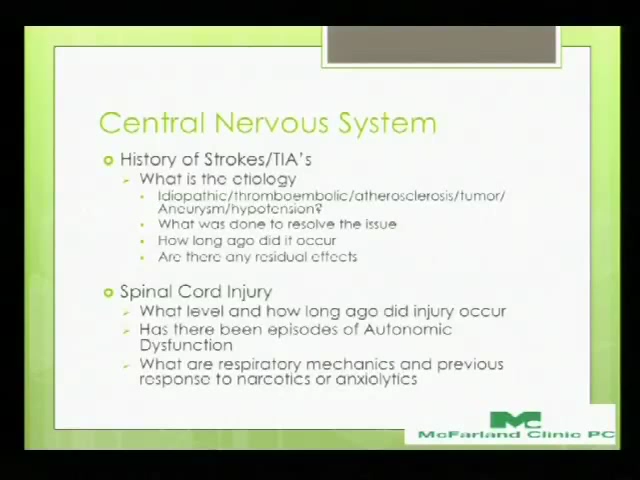 Central Nervous System
History of Strokes/TIA's
What is the etiology
Idiopathic/thromboembolic/atherosclerosis/tumor/
Aneurysm/hypotension?
What was done to resolve the issue
How long ago did it occur
Are there any residual effects
Spinal Cord Injury
What level and how long ago did injury occur
Has there been episodes of Autonomic
Dysfunction
What are respiratory mechanics and previous
response to narcotics or anxiolytics
MC
McFarland Clinic PC